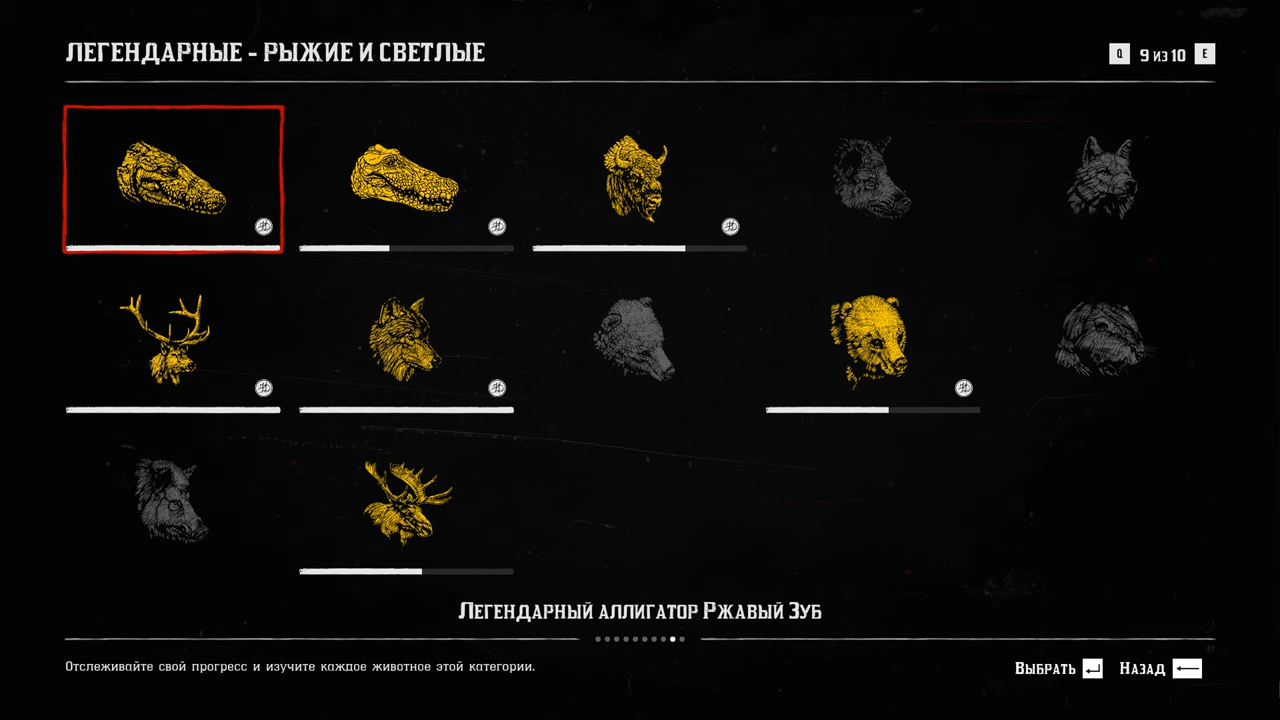 ЛЕГЕНДАРНЫЕ - РЫЖИЕ И СВЕТЛЫЕ
Q 9 ИЗ 10 E
ЛЕГЕНДАРНЫЙ АЛЛИГАТОР РЖАВЫЙ ЗУБ
Отслеживайте свой прогресс и изучите каждое животное этой категории.
ВЫБРАТЬ НАЗАД